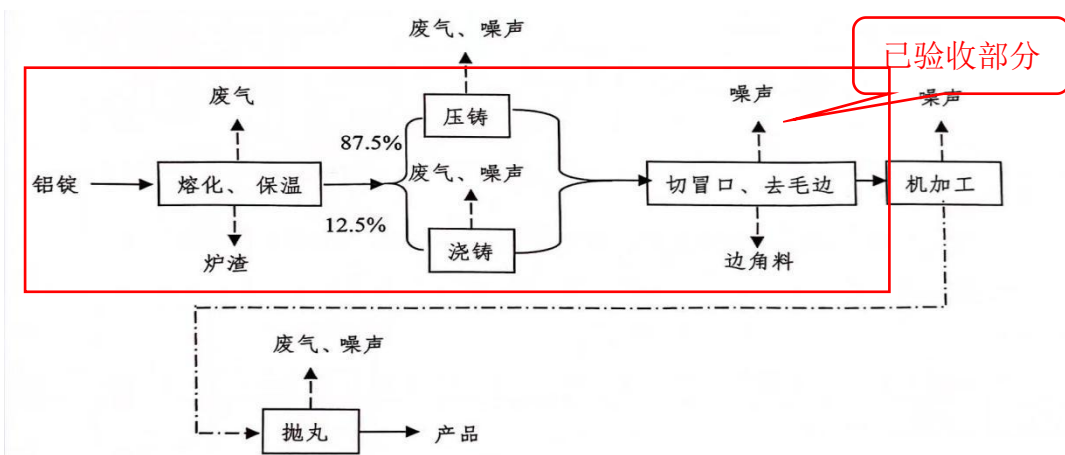 废气、噪声
已验收部分
废气
压铸
噪声
噪声
87.5%
废气、噪声
铝锭
熔化、保温
切冒口、去毛边
机加工
12.5%
浇铸
炉渣
边角料
废气、噪声
抛丸
产品